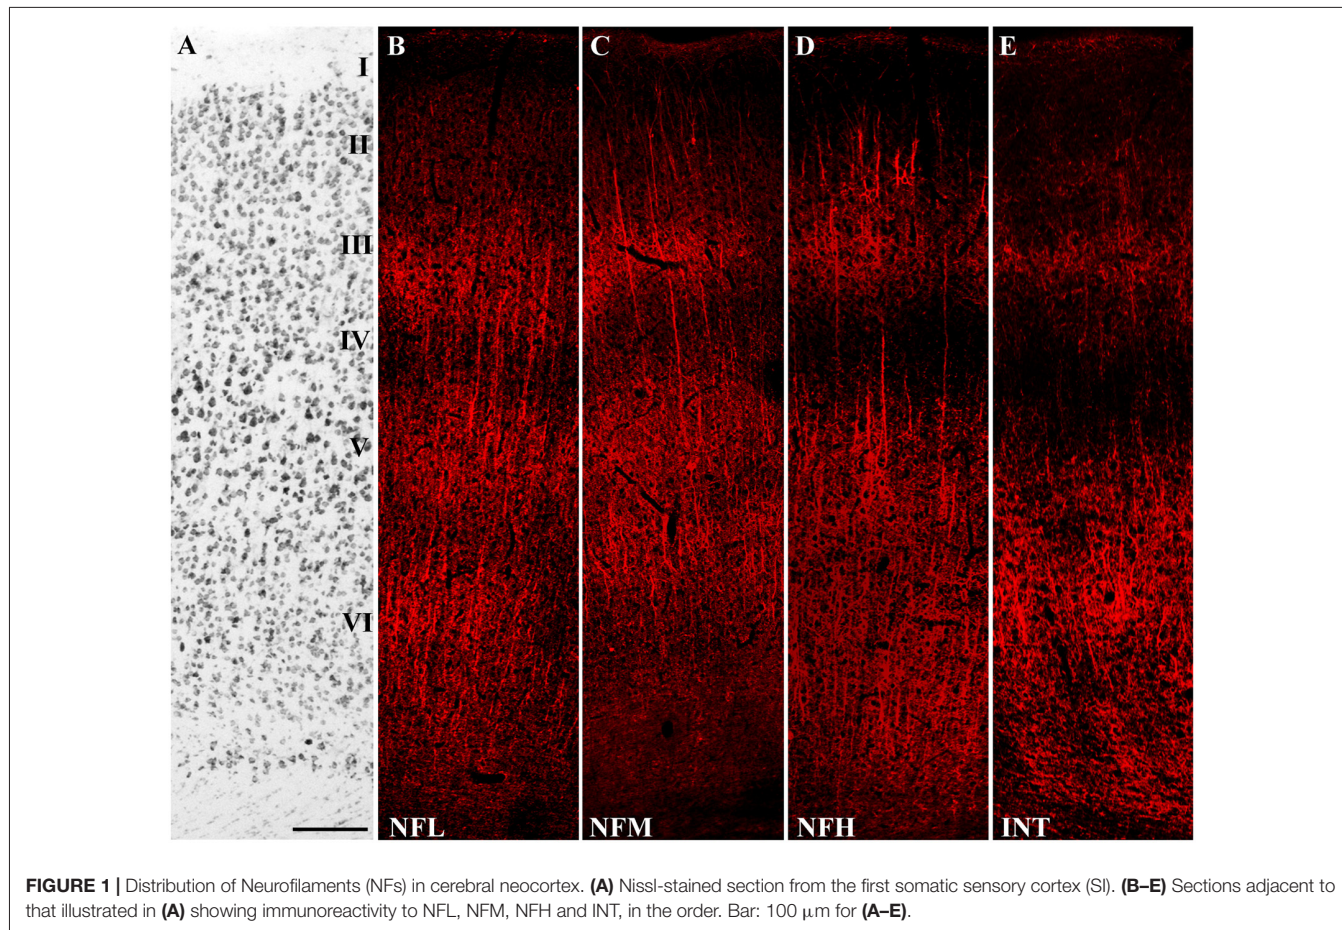 A
B
C
D
E
I
II
III
IV
V
VI
NFL
NFM
NFH
INT
FIGURE 1 | Distribution of Neurofilaments (NFs) in cerebral neocortex. (A) Nissl-stained section from the first somatic sensory cortex (SI). (B–E) Sections adjacent to
that illustrated in (A) showing immunoreactivity to NFL, NFM, NFH and INT, in the order. Bar: 100 μm for (A–E).